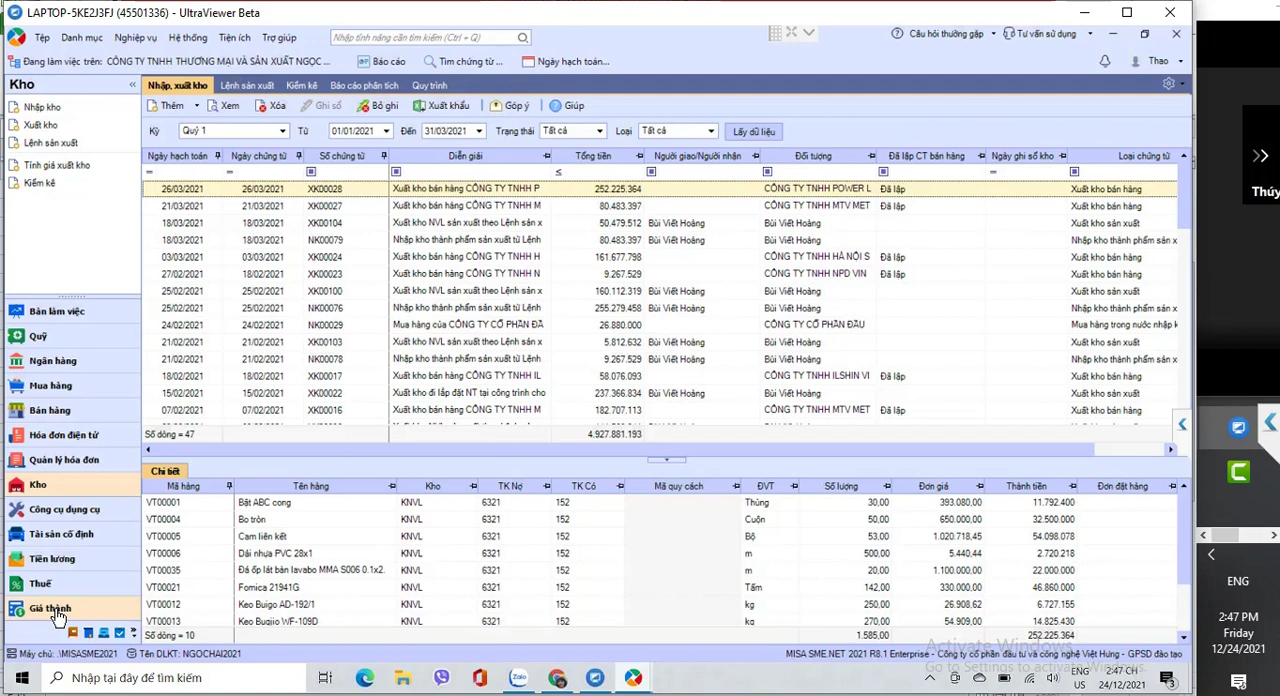 LAPTOP-5KE2J3FJ (45501336) - UltraViewer Beta
Tệp Danh mục Nghiệp vụ Hệ thống Tiện ích Trợ giúp Nhập tính năng cần tìm kiếm (Ctrl + Q) Câu hỏi thường gặp Tư vấn sử dụng
Đang làm việc trên: CÔNG TY TNHH THƯƠNG MẠI VÀ SẢN XUẤT NGỌC ... Báo cáo Tìm chứng từ... Ngày hạch toán... Thao
Kho « Nhập, xuất kho Lệnh sản xuất Kiểm kê Báo cáo phân tích Quy trình
Thêm Xem Xóa Ghi sổ Bỏ ghi Xuất khẩu Góp ý Giúp
Nhập kho
Xuất kho
Lệnh sản xuất
Tính giá xuất kho
Kiểm kê
Kỳ Quý 1 Từ 01/01/2021 Đến 31/03/2021 Trạng thái Tất cả Loại Tất cả Lấy dữ liệu
Ngày hạch toán Ngày chứng từ Số chứng từ Diễn giải Tổng tiền Người giao/Người nhận Đối tượng Đã lập CT bán hàng Ngày ghi sổ kho Loại chứng từ
= = ≤ =
26/03/2021 26/03/2021 XK00028 Xuất kho bán hàng CÔNG TY TNHH P 252.225.364 CÔNG TY TNHH POWER L Đã lập Xuất kho bán hàng
21/03/2021 21/03/2021 XK00027 Xuất kho bán hàng CÔNG TY TNHH M 80.483.397 CÔNG TY TNHH MTV MET Đã lập Xuất kho bán hàng
18/03/2021 18/03/2021 XK00104 Xuất kho NVL sản xuất theo Lệnh sản x 50.479.512 Bùi Viết Hoàng Bùi Viết Hoàng Xuất kho sản xuất
18/03/2021 18/03/2021 NK00079 Nhập kho thành phẩm sản xuất từ Lệnh 80.483.397 Bùi Viết Hoàng Bùi Viết Hoàng Nhập kho thành phẩm sản x
03/03/2021 03/03/2021 XK00024 Xuất kho bán hàng CÔNG TY TNHH H 161.677.798 CÔNG TY TNHH HÀ NỘI S Đã lập Xuất kho bán hàng
27/02/2021 18/02/2021 XK00023 Xuất kho bán hàng CÔNG TY TNHH N 9.267.529 CÔNG TY TNHH NPD VIN Đã lập Xuất kho bán hàng
25/02/2021 25/02/2021 XK00100 Xuất kho NVL sản xuất theo Lệnh sản x 160.112.319 Bùi Viết Hoàng Bùi Viết Hoàng Xuất kho sản xuất
25/02/2021 25/02/2021 NK00076 Nhập kho thành phẩm sản xuất từ Lệnh 255.279.458 Bùi Viết Hoàng Bùi Viết Hoàng Nhập kho thành phẩm sản x
24/02/2021 24/02/2021 NK00029 Mua hàng của CÔNG TY CỔ PHẦN ĐẦ 26.880.000 CÔNG TY CỔ PHẦN ĐẦU Mua hàng trong nước nhập k
21/02/2021 21/02/2021 XK00103 Xuất kho NVL sản xuất theo Lệnh sản x 5.812.632 Bùi Viết Hoàng Bùi Viết Hoàng Xuất kho sản xuất
21/02/2021 21/02/2021 NK00078 Nhập kho thành phẩm sản xuất từ Lệnh 9.267.529 Bùi Viết Hoàng Bùi Viết Hoàng Nhập kho thành phẩm sản x
18/02/2021 18/02/2021 XK00017 Xuất kho bán hàng CÔNG TY TNHH IL 58.076.093 CÔNG TY TNHH ILSHIN VI Đã lập Xuất kho bán hàng
15/02/2021 15/02/2021 XK00022 Xuất kho đi lắp đặt NT tại công trình cho 237.366.834 Bùi Viết Hoàng Bùi Viết Hoàng Xuất kho sản xuất
07/02/2021 07/02/2021 XK00016 Xuất kho bán hàng CÔNG TY TNHH M 182.707.113 CÔNG TY TNHH MTV MET Đã lập Xuất kho bán hàng
Số dòng = 47 4.927.881.193
Bàn làm việc
Quỹ
Ngân hàng
Mua hàng
Bán hàng
Hóa đơn điện tử
Quản lý hóa đơn
Kho
Công cụ dụng cụ
Tài sản cố định
Tiền lương
Thuế
Giá thành
Chi tiết
Mã hàng Tên hàng Kho TK Nợ TK Có Mã quy cách ĐVT Số lượng Đơn giá Thành tiền Đơn đặt hàng
VT00001 Bật ABC cong KNVL 6321 152 Thùng 30,00 393.080,00 11.792.400
VT00004 Bo tròn KNVL 6321 152 Cuộn 50,00 650.000,00 32.500.000
VT00005 Cam liên kết KNVL 6321 152 Bộ 53,00 1.020.718,45 54.098.078
VT00006 Dải nhựa PVC 28x1 KNVL 6321 152 m 500,00 5.440,44 2.720.218
VT00035 Đá ốp lát bàn lavabo MMA S006 0.1x2. KNVL 6321 152 m 20,00 1.100.000,00 22.000.000
VT00021 Fomica 21941G KNVL 6321 152 Tấm 142,00 330.000,00 46.860.000
VT00012 Keo Buigo AD-192/1 KNVL 6321 152 kg 250,00 26.908,62 6.727.155
VT00013 Keo Bugjio WF-109D KNVL 6321 152 kg 270,00 54.909,00 14.825.430
Số dòng = 10 1.585,00 252.225.364
Activate Windows
Go to Settings to activate Windows.
Máy chủ: .\MISASME2021 Tên DLKT: NGOCHAI2021 MISA SME.NET 2021 R8.1 Enterprise - Công ty cổ phần đầu tư và công nghệ Việt Hưng - GPSD đào tạo
Nhập tại đây để tìm kiếm Zalo ENG US 2:47 CH 24/12/2021 3
Thúy
ENG
2:47 PM
Friday
12/24/2021